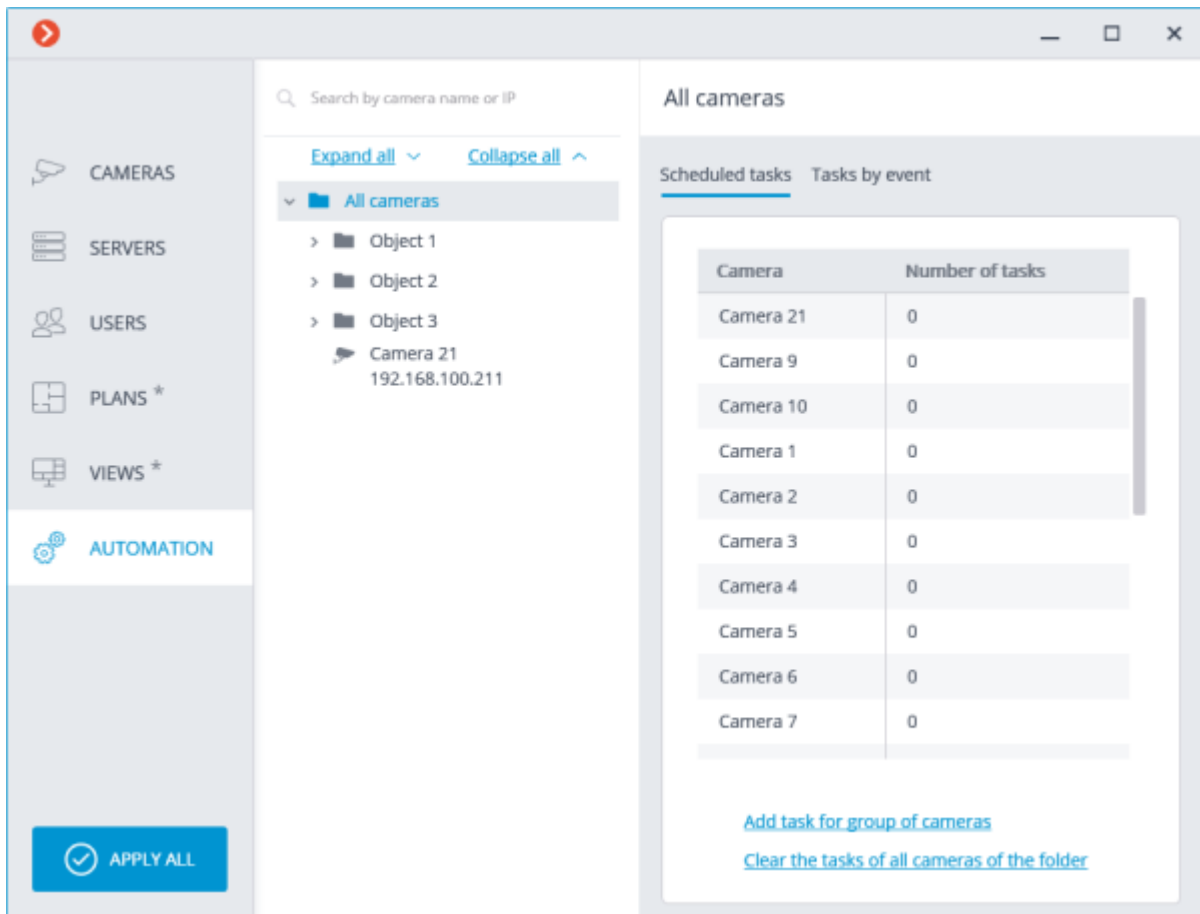 CAMERAS
SERVERS
USERS
PLANS *
VIEWS *
AUTOMATION
APPLY ALL
Search by camera name or IP
Expand all
Collapse all
All cameras
Object 1
Object 2
Object 3
Camera 21
192.168.100.211
All cameras
Scheduled tasks Tasks by event
Camera Number of tasks
Camera 21 0
Camera 9 0
Camera 10 0
Camera 1 0
Camera 2 0
Camera 3 0
Camera 4 0
Camera 5 0
Camera 6 0
Camera 7 0
Add task for group of cameras
Clear the tasks of all cameras of the folder